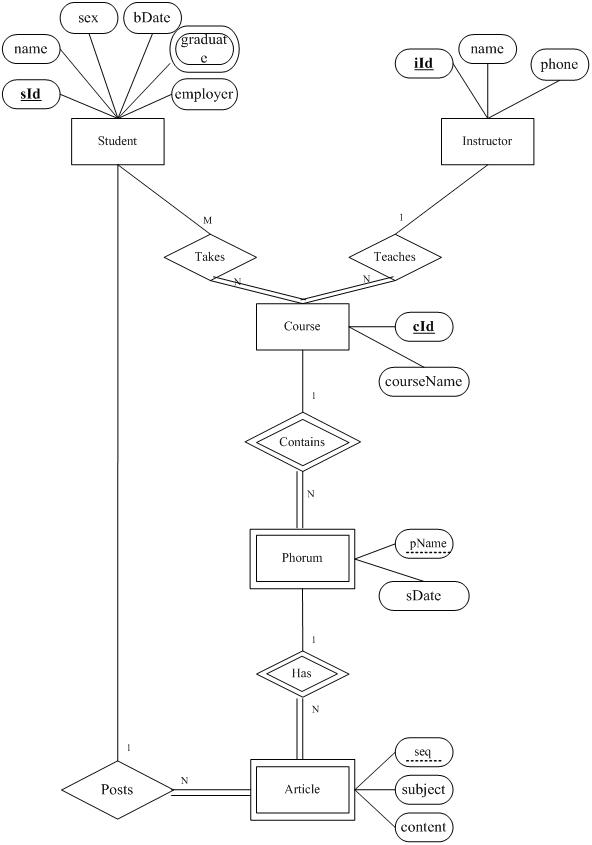 sex
bDate
name
graduat
e
sId
employer
name
iId
phone
Student
Instructor
M
1
Takes
Teaches
N
N
Course
cId
courseName
1
Contains
N
Phorum
pName
sDate
1
Has
N
1
Posts
N
Article
seq
subject
content